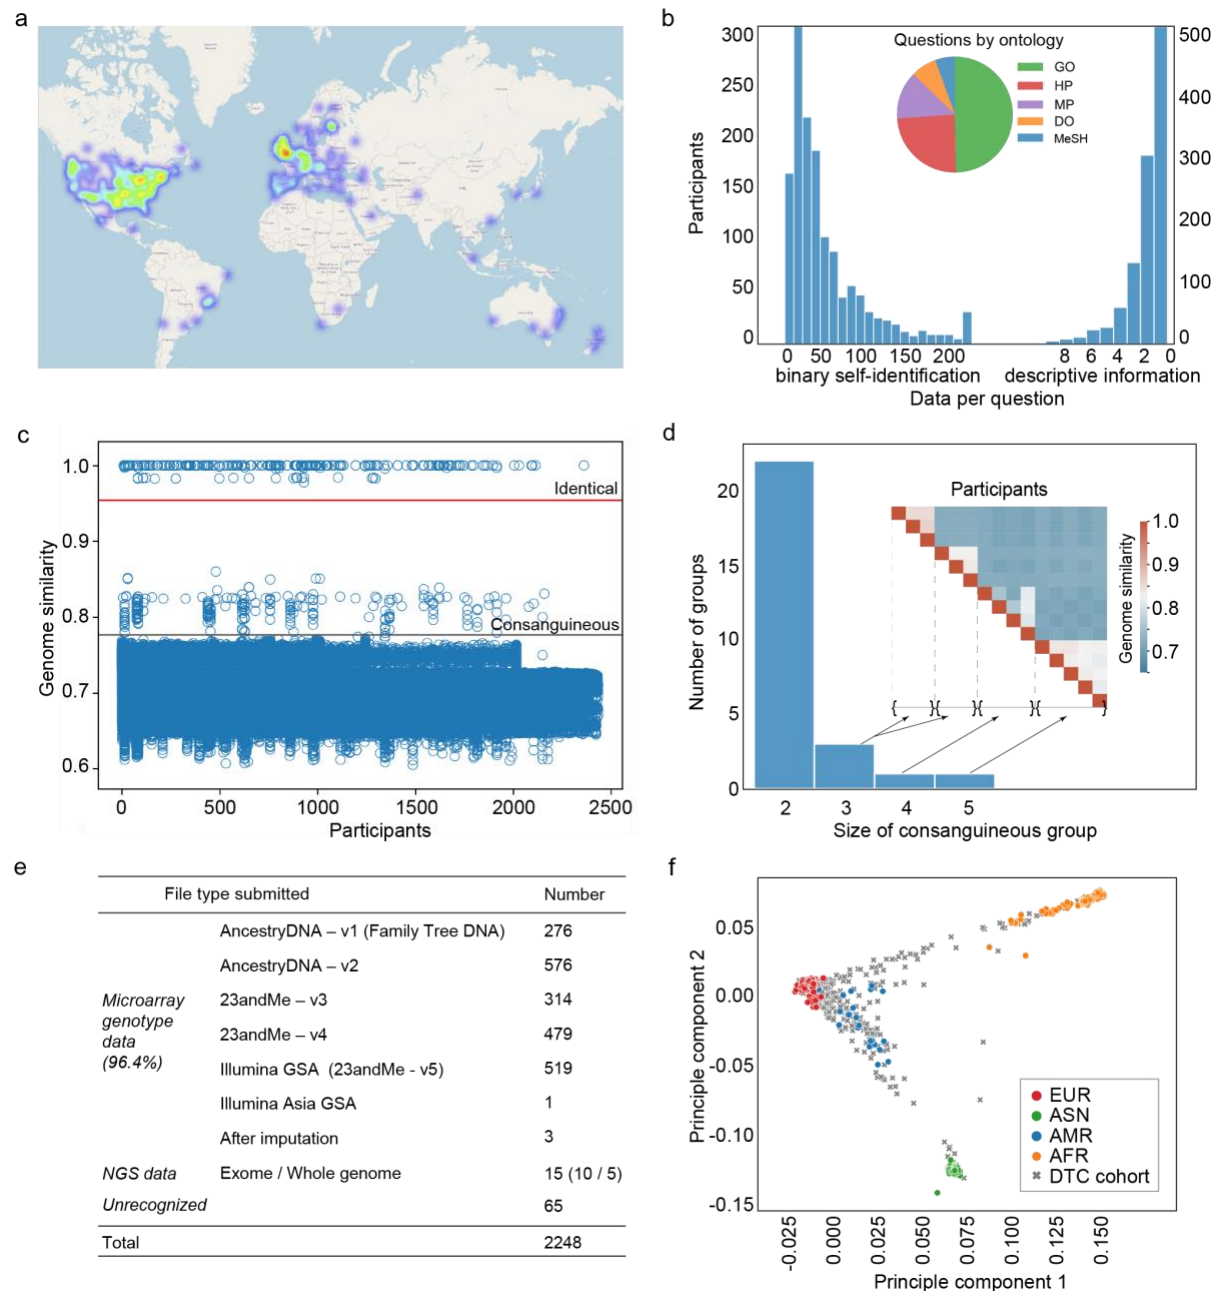 a
b
Questions by ontology
GO
HP
MP
DO
MeSH
Participants
300
250
200
150
100
50
0
500
400
300
200
100
0
0 50 100 150 200
8 6 4 2 0
binary self-identification
descriptive information
Data per question
c
Genome similarity
1.0
0.9
0.8
0.7
0.6
Identical
Consanguineous
0 500 1000 1500 2000 2500
Participants
d
Number of groups
20
15
10
5
0
Participants
Genome similarity
1.0
0.9
0.8
0.7
{ }{ }{ }{ }
2 3 4 5
Size of consanguineous group
e
File type submitted Number
Microarray genotype data (96.4%)
AncestryDNA – v1 (Family Tree DNA) 276
AncestryDNA – v2 576
23andMe – v3 314
23andMe – v4 479
Illumina GSA (23andMe - v5) 519
Illumina Asia GSA 1
After imputation 3
NGS data Exome / Whole genome 15 (10 / 5)
Unrecognized 65
Total 2248
f
Principle component 2
0.05
0.00
-0.05
-0.10
-0.15
EUR
ASN
AMR
AFR
DTC cohort
-0.025 0.000 0.025 0.050 0.075 0.100 0.125 0.150
Principle component 1